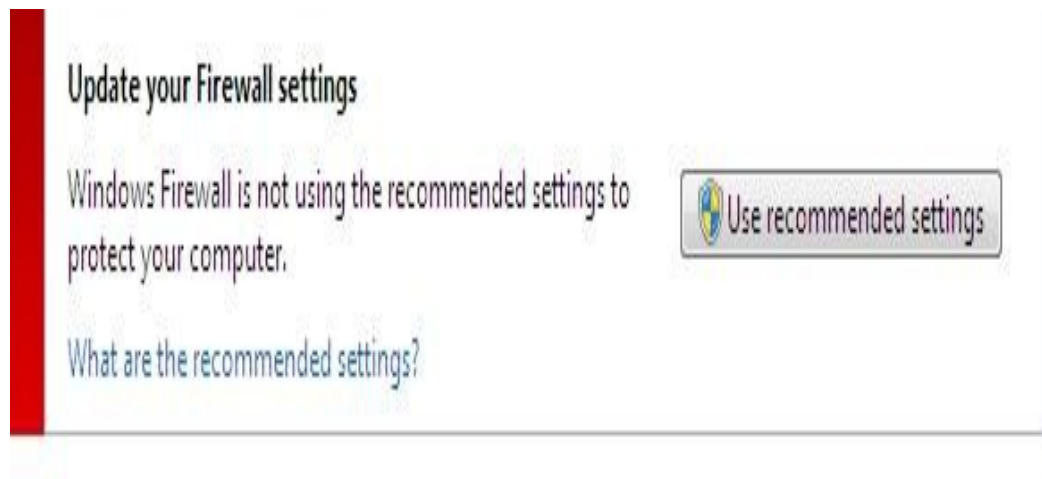 Update your Firewall settings
Windows Firewall is not using the recommended settings to
protect your computer.
Use recommended settings
What are the recommended settings?